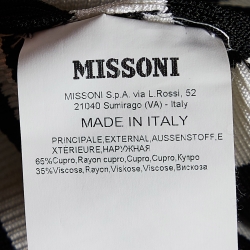 MISSONI
MISSONI S.p.A. via L.Rossi, 52
21040 Sumirago (VA) - Italy
MADE IN ITALY
PRINCIPALE,EXTERNAL,AUSSENSTOFF,E
XTERIEURE,НАРУЖНАЯ
65%Cupro,Rayon cupro,Cupro,Cupro,Купро
35%Viscosa,Rayon,Viskose,Viscose,Вискоза